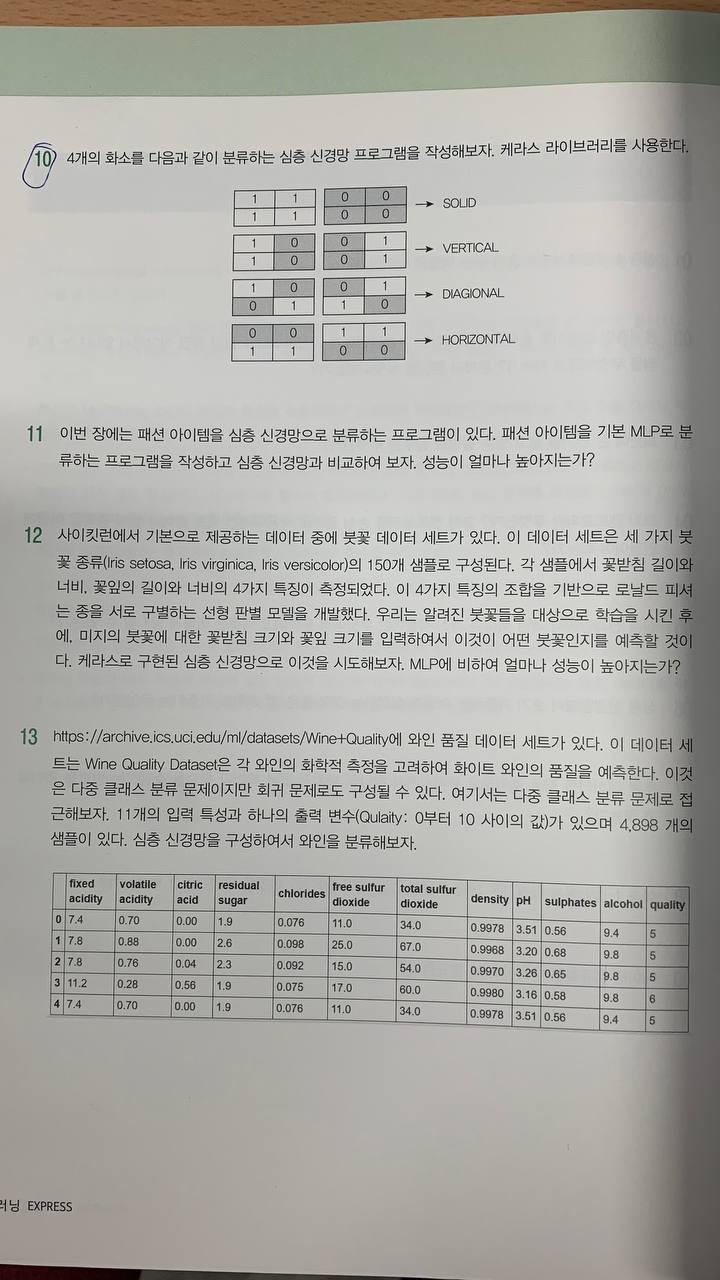 10 4개의 화소를 다음과 같이 분류하는 심층 신경망 프로그램을 작성해보자. 케라스 라이브러리를 사용한다.
1 1 0 0
1 1 0 0
→ SOLID
1 0 0 1
1 0 0 1
→ VERTICAL
1 0 0 1
0 1 1 0
→ DIAGIONAL
0 0 1 1
1 1 0 0
→ HORIZONTAL
11 이번 장에는 패션 아이템을 심층 신경망으로 분류하는 프로그램이 있다. 패션 아이템을 기본 MLP로 분
류하는 프로그램을 작성하고 심층 신경망과 비교하여 보자. 성능이 얼마나 높아지는가?
12 사이킷런에서 기본으로 제공하는 데이터 중에 붓꽃 데이터 세트가 있다. 이 데이터 세트은 세 가지 붓
꽃 종류(Iris setosa, Iris virginica, Iris versicolor)의 150개 샘플로 구성된다. 각 샘플에서 꽃받침 길이와
너비, 꽃잎의 길이와 너비의 4가지 특징이 측정되었다. 이 4가지 특징의 조합을 기반으로 로날드 피셔
는 종을 서로 구별하는 선형 판별 모델을 개발했다. 우리는 알려진 붓꽃들을 대상으로 학습을 시킨 후
에, 미지의 붓꽃에 대한 꽃받침 크기와 꽃잎 크기를 입력하여서 이것이 어떤 붓꽃인지를 예측할 것이
다. 케라스로 구현된 심층 신경망으로 이것을 시도해보자. MLP에 비하여 얼마나 성능이 높아지는가?
13 https://archive.ics.uci.edu/ml/datasets/Wine+Quality에 와인 품질 데이터 세트가 있다. 이 데이터 세
트는 Wine Quality Dataset은 각 와인의 화학적 측정을 고려하여 화이트 와인의 품질을 예측한다. 이것
은 다중 클래스 분류 문제이지만 회귀 문제로도 구성될 수 있다. 여기서는 다중 클래스 분류 문제로 접
근해보자. 11개의 입력 특성과 하나의 출력 변수(Qulaity: 0부터 10 사이의 값)가 있으며 4,898 개의
샘플이 있다. 심층 신경망을 구성하여서 와인을 분류해보자.
fixed acidity volatile acidity citric acid residual sugar chlorides free sulfur dioxide total sulfur dioxide density pH sulphates alcohol quality
0 7.4 0.70 0.00 1.9 0.076 11.0 34.0 0.9978 3.51 0.56 9.4 5
1 7.8 0.88 0.00 2.6 0.098 25.0 67.0 0.9968 3.20 0.68 9.8 5
2 7.8 0.76 0.04 2.3 0.092 15.0 54.0 0.9970 3.26 0.65 9.8 5
3 11.2 0.28 0.56 1.9 0.075 17.0 60.0 0.9980 3.16 0.58 9.8 6
4 7.4 0.70 0.00 1.9 0.076 11.0 34.0 0.9978 3.51 0.56 9.4 5
러닝 EXPRESS